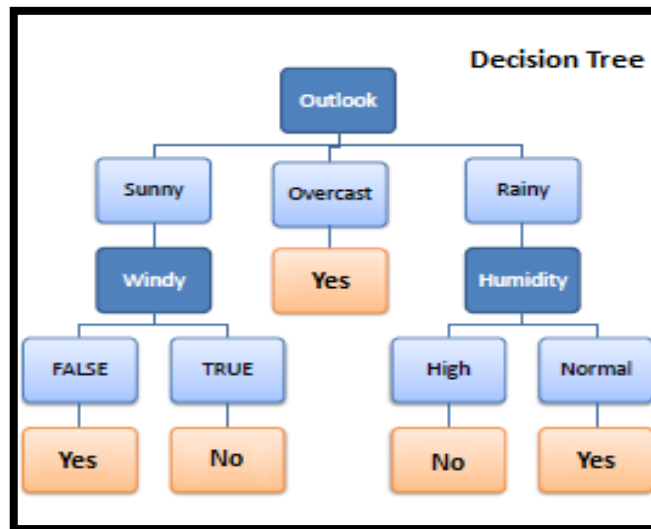 Decision Tree
Outlook
Sunny Overcast Rainy
Windy Yes Humidity
FALSE TRUE High Normal
Yes No No Yes